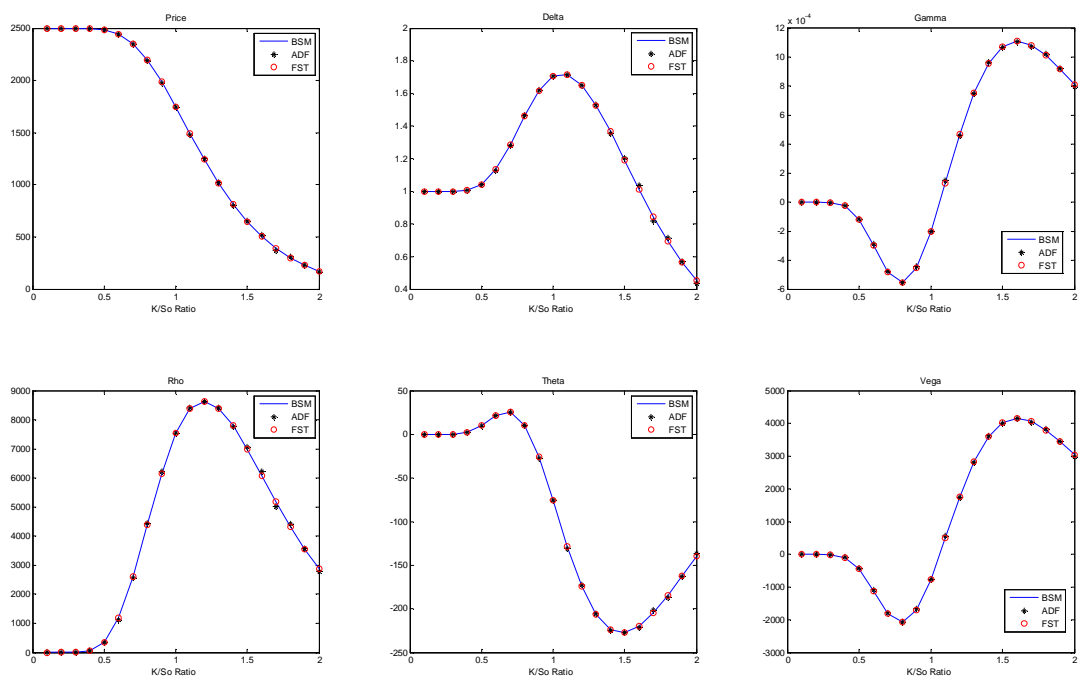 Price
2500
2000
1500
1000
500
0
0 0.5 1 1.5 2
K/So Ratio
BSM
ADF
FST
Delta
2
1.8
1.6
1.4
1.2
1
0.8
0.6
0.4
0 0.5 1 1.5 2
K/So Ratio
BSM
ADF
FST
Gamma
x 10-4
12
10
8
6
4
2
0
-2
-4
-6
0 0.5 1 1.5 2
K/So Ratio
BSM
ADF
FST
Rho
9000
8000
7000
6000
5000
4000
3000
2000
1000
0
0 0.5 1 1.5 2
K/So Ratio
BSM
ADF
FST
Theta
50
0
-50
-100
-150
-200
-250
0 0.5 1 1.5 2
K/So Ratio
BSM
ADF
FST
Vega
5000
4000
3000
2000
1000
0
-1000
-2000
-3000
0 0.5 1 1.5 2
K/So Ratio
BSM
ADF
FST